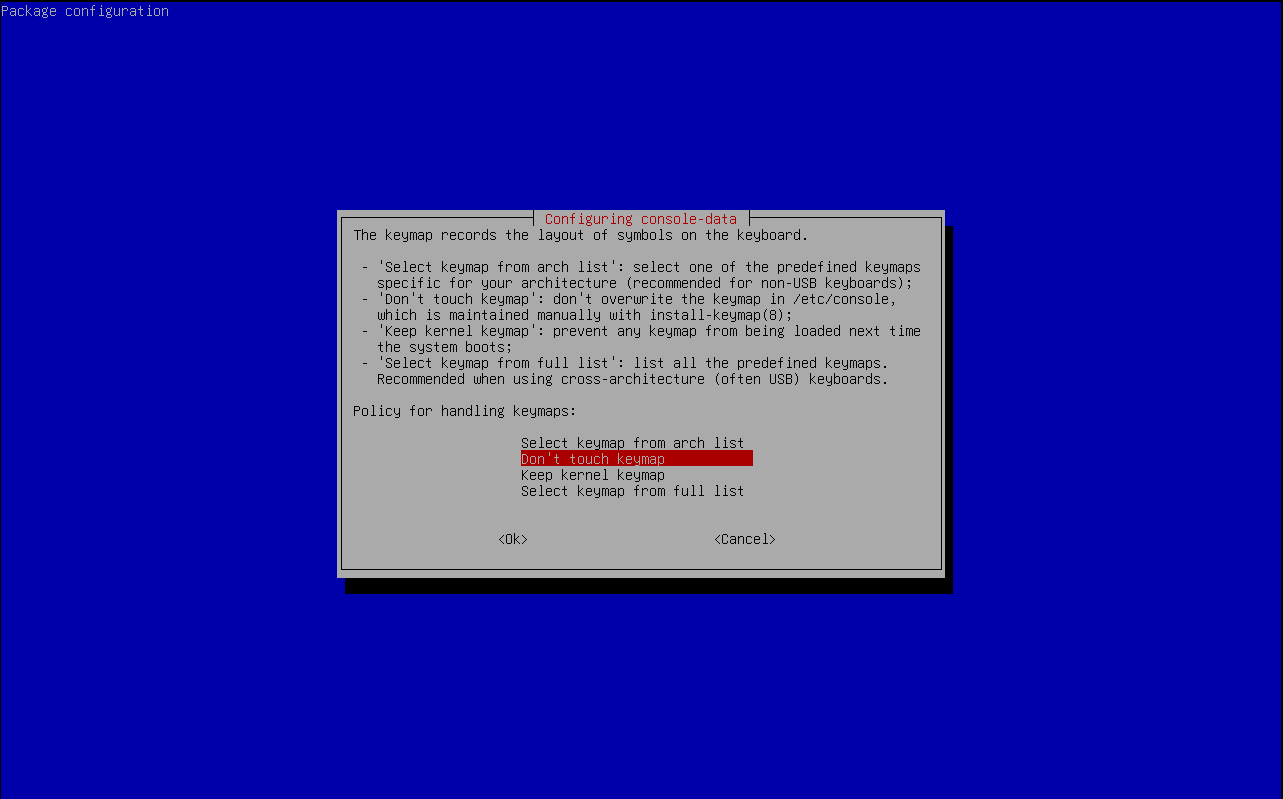 Package configuration
Configuring console-data
The keymap records the layout of symbols on the keyboard.
- 'Select keymap from arch list': select one of the predefined keymaps
specific for your architecture (recommended for non-USB keyboards);
- 'Don't touch keymap': don't overwrite the keymap in /etc/console,
which is maintained manually with install-keymap(8);
- 'Keep kernel keymap': prevent any keymap from being loaded next time
the system boots;
- 'Select keymap from full list': list all the predefined keymaps.
Recommended when using cross-architecture (often USB) keyboards.
Policy for handling keymaps:
Select keymap from arch list
Don't touch keymap
Keep kernel keymap
Select keymap from full list
<Ok> <Cancel>